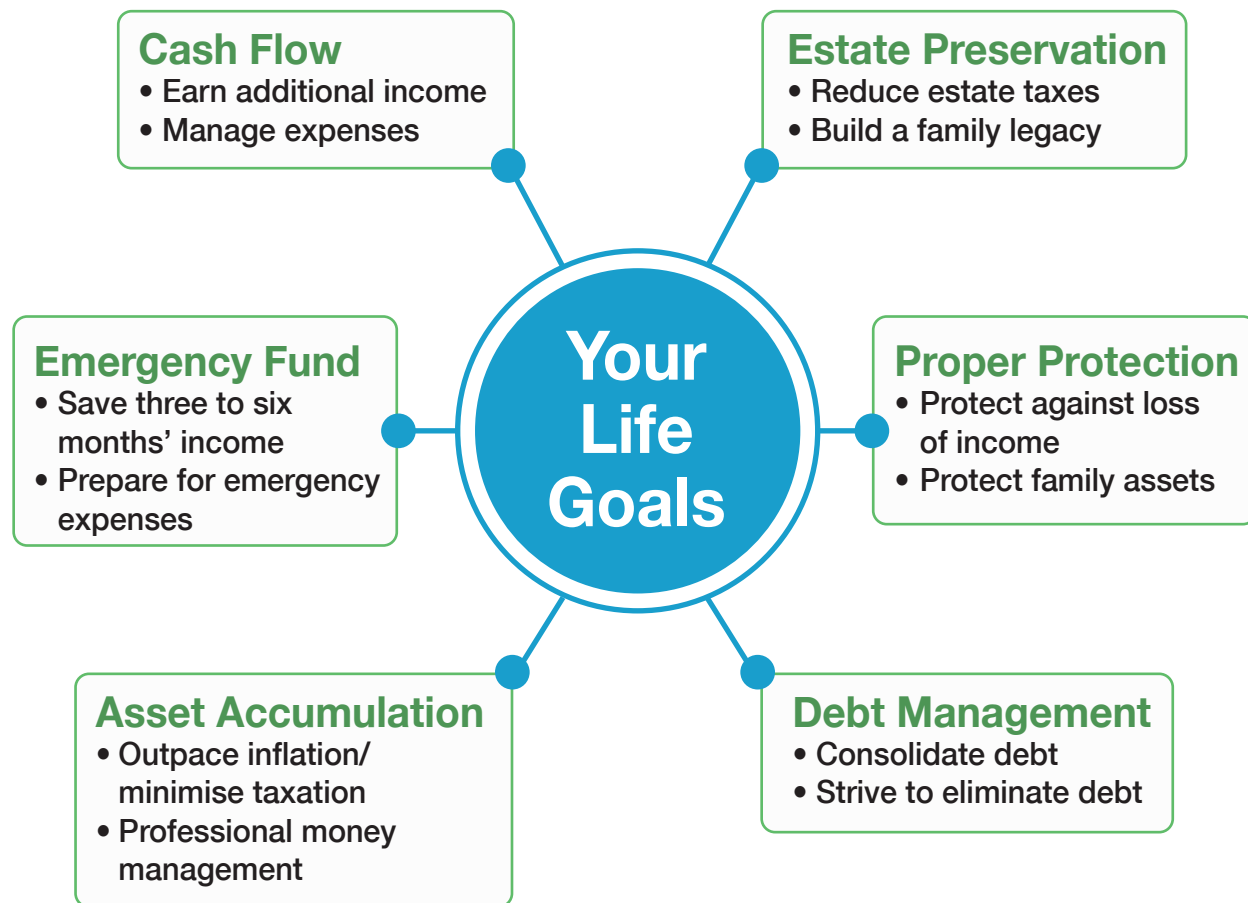 Cash Flow
• Earn additional income
• Manage expenses
Estate Preservation
• Reduce estate taxes
• Build a family legacy
Emergency Fund
• Save three to six
months’ income
• Prepare for emergency
expenses
Your
Life
Goals
Proper Protection
• Protect against loss
of income
• Protect family assets
Asset Accumulation
• Outpace inflation/
minimise taxation
• Professional money
management
Debt Management
• Consolidate debt
• Strive to eliminate debt